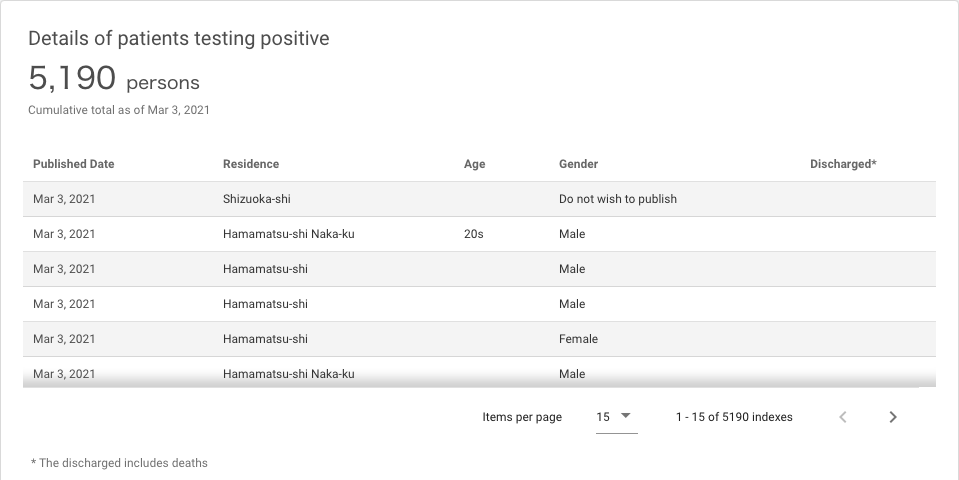 Details of patients testing positive
5,190 persons
Cumulative total as of Mar 3, 2021
Published Date Residence Age Gender Discharged*
Mar 3, 2021 Shizuoka-shi Do not wish to publish
Mar 3, 2021 Hamamatsu-shi Naka-ku 20s Male
Mar 3, 2021 Hamamatsu-shi Male
Mar 3, 2021 Hamamatsu-shi Male
Mar 3, 2021 Hamamatsu-shi Female
Mar 3, 2021 Hamamatsu-shi Naka-ku Male
Items per page 15 1 - 15 of 5190 indexes
* The discharged includes deaths